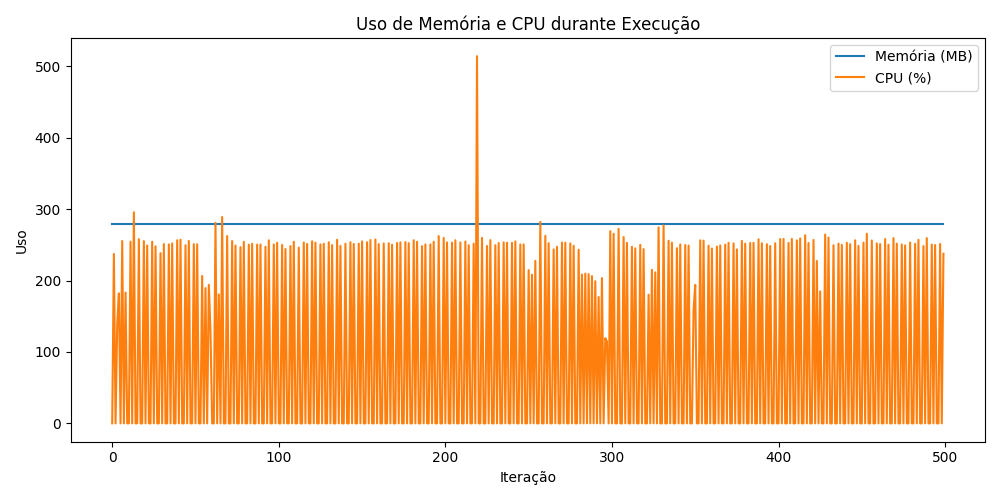 Uso de Memória e CPU durante Execução
Memória (MB)
CPU (%)
Uso
500
400
300
200
100
0
0 100 200 300 400 500
Iteração